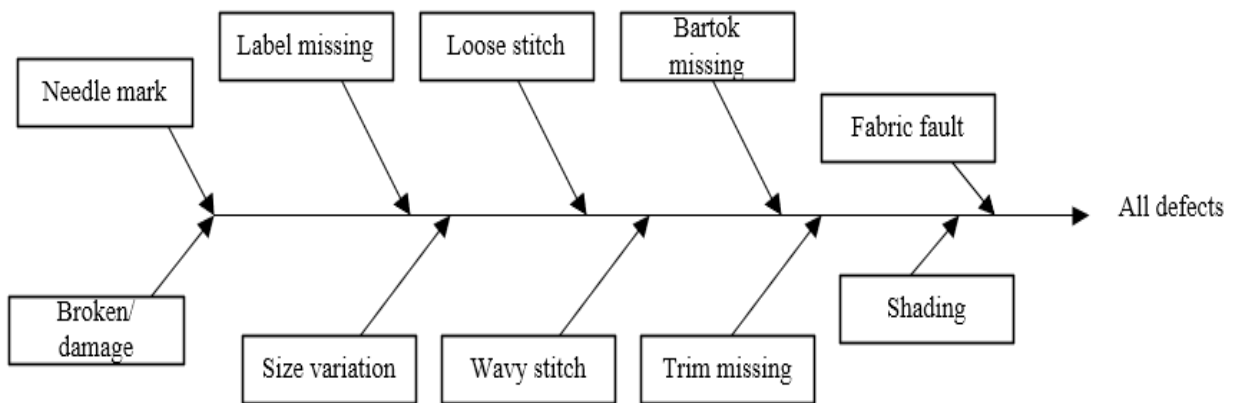 Needle mark
Label missing
Loose stitch
Bartok
missing
Fabric fault
All defects
Broken/
damage
Size variation
Wavy stitch
Trim missing
Shading